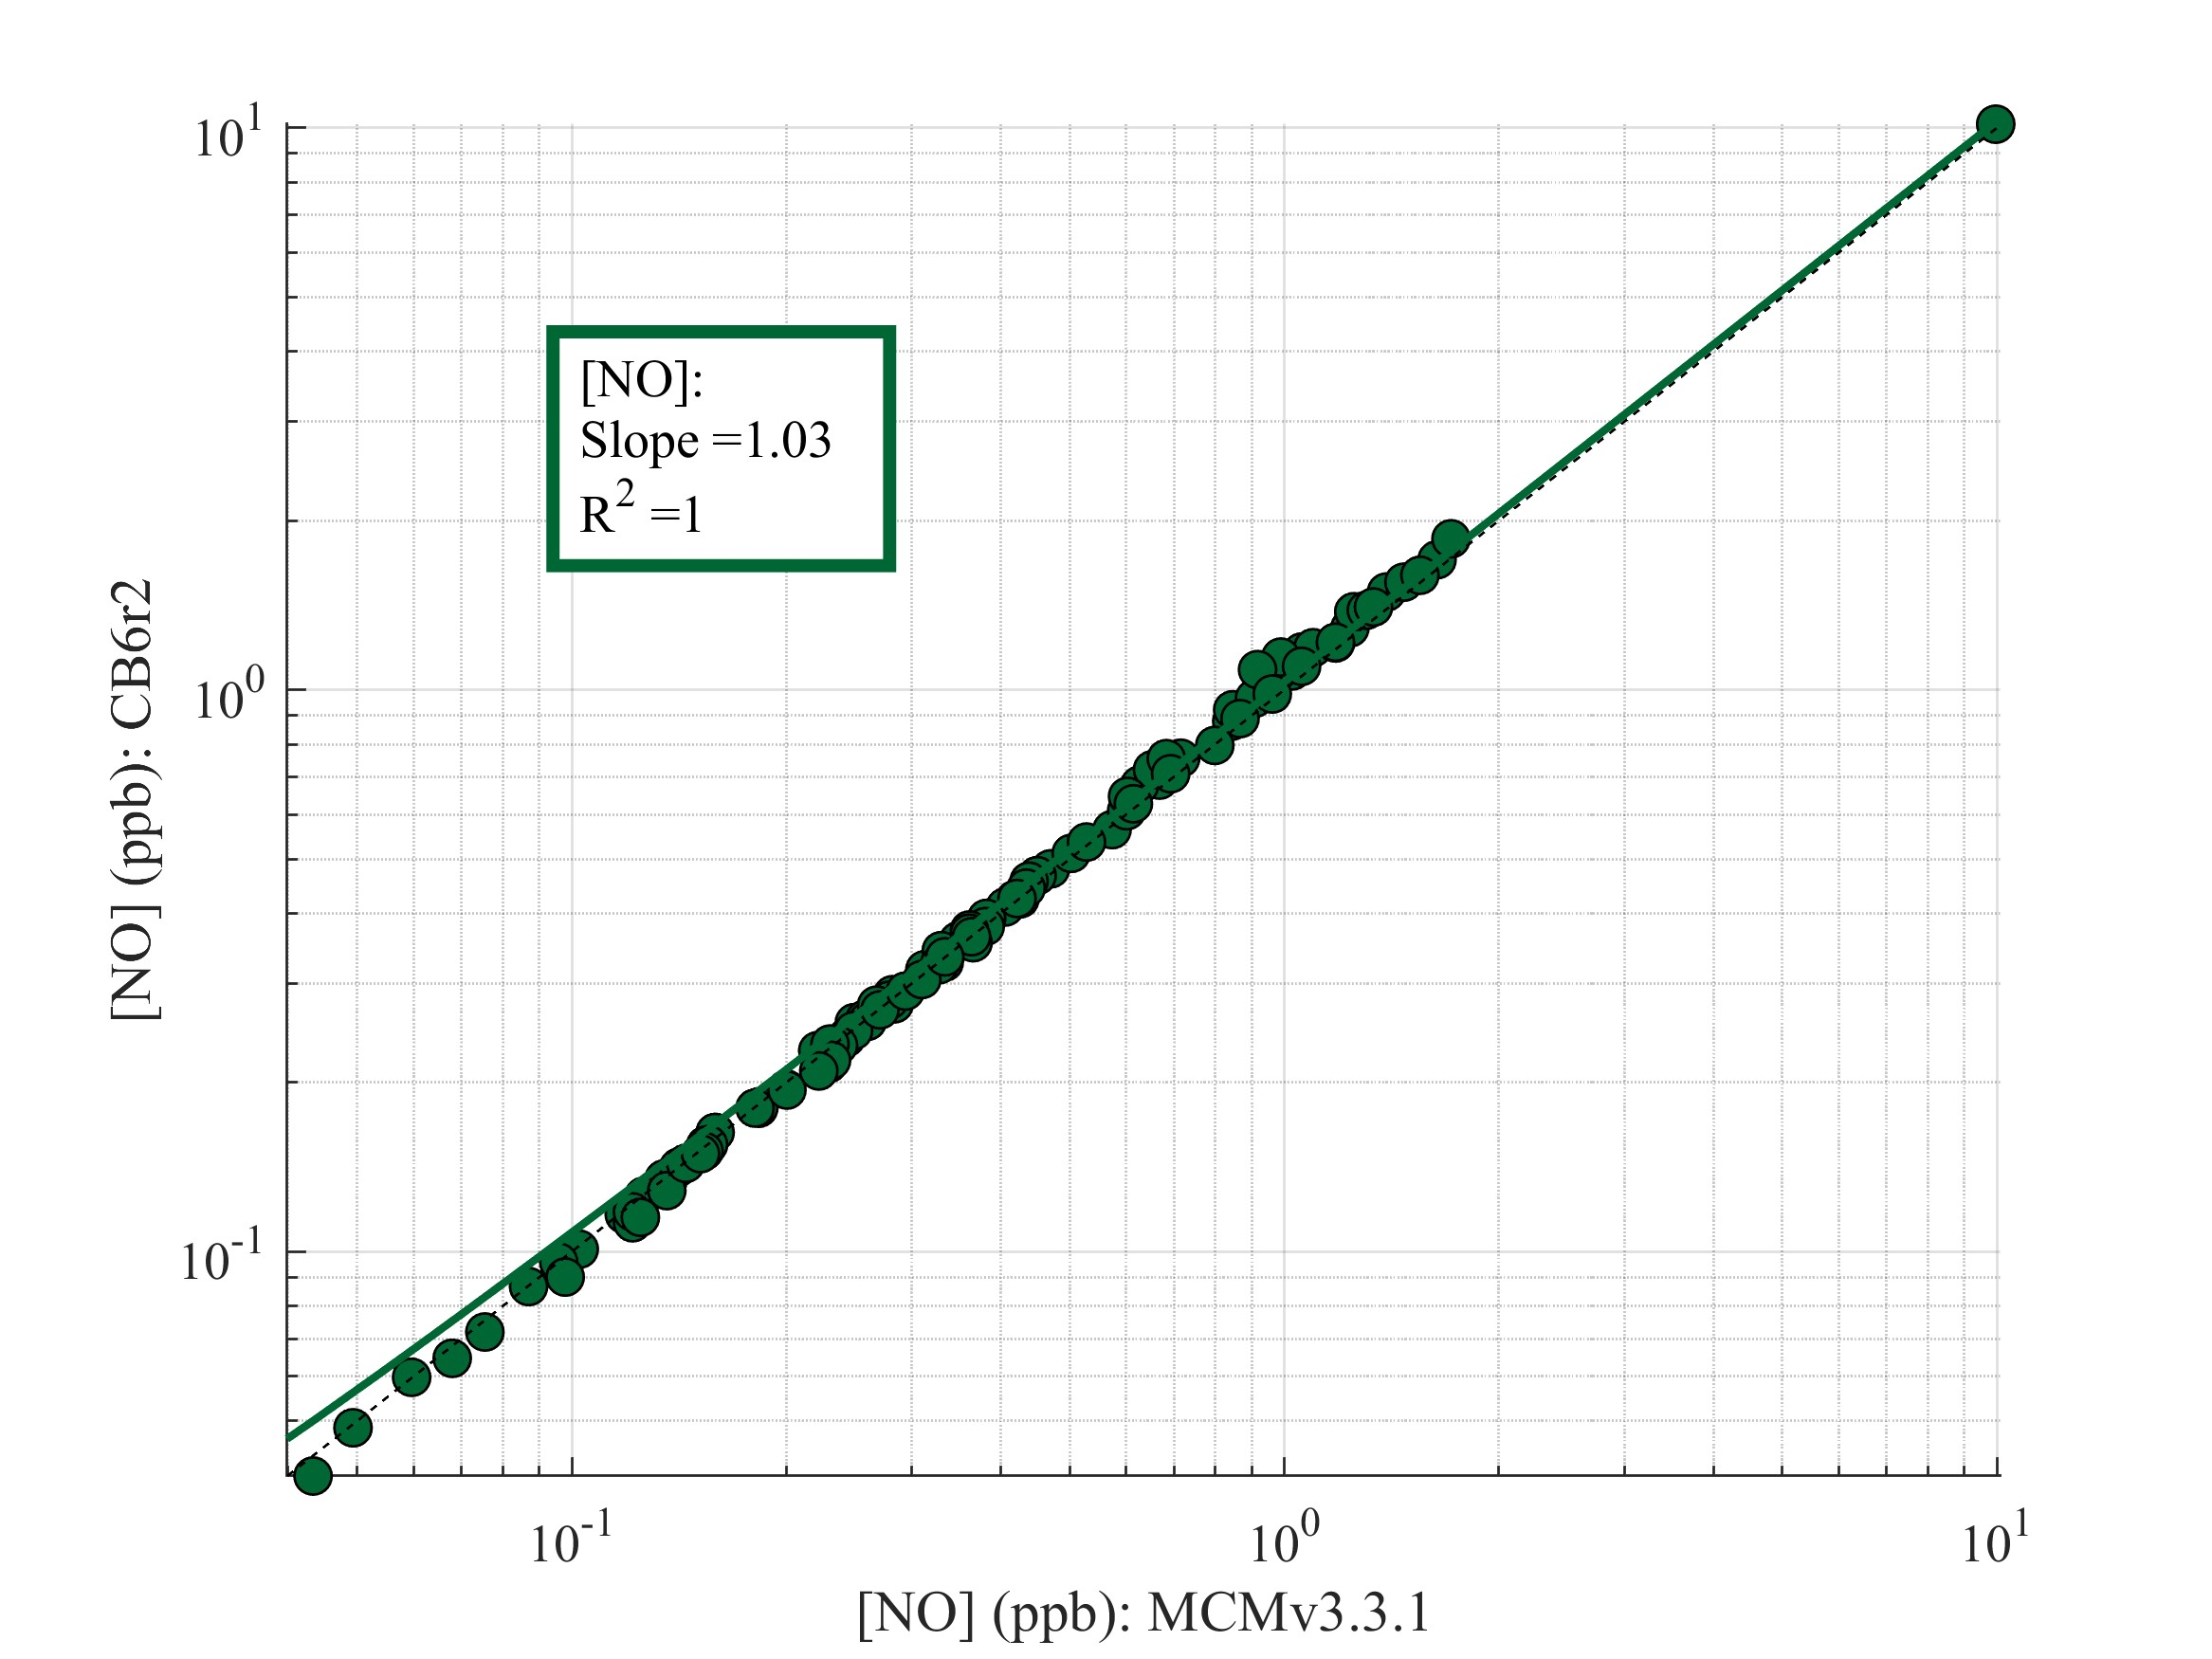 10^1
10^0
10^-1
[NO] (ppb): CB6r2
[NO]:
Slope =1.03
R^2 =1
10^-1
10^0
10^1
[NO] (ppb): MCMv3.3.1